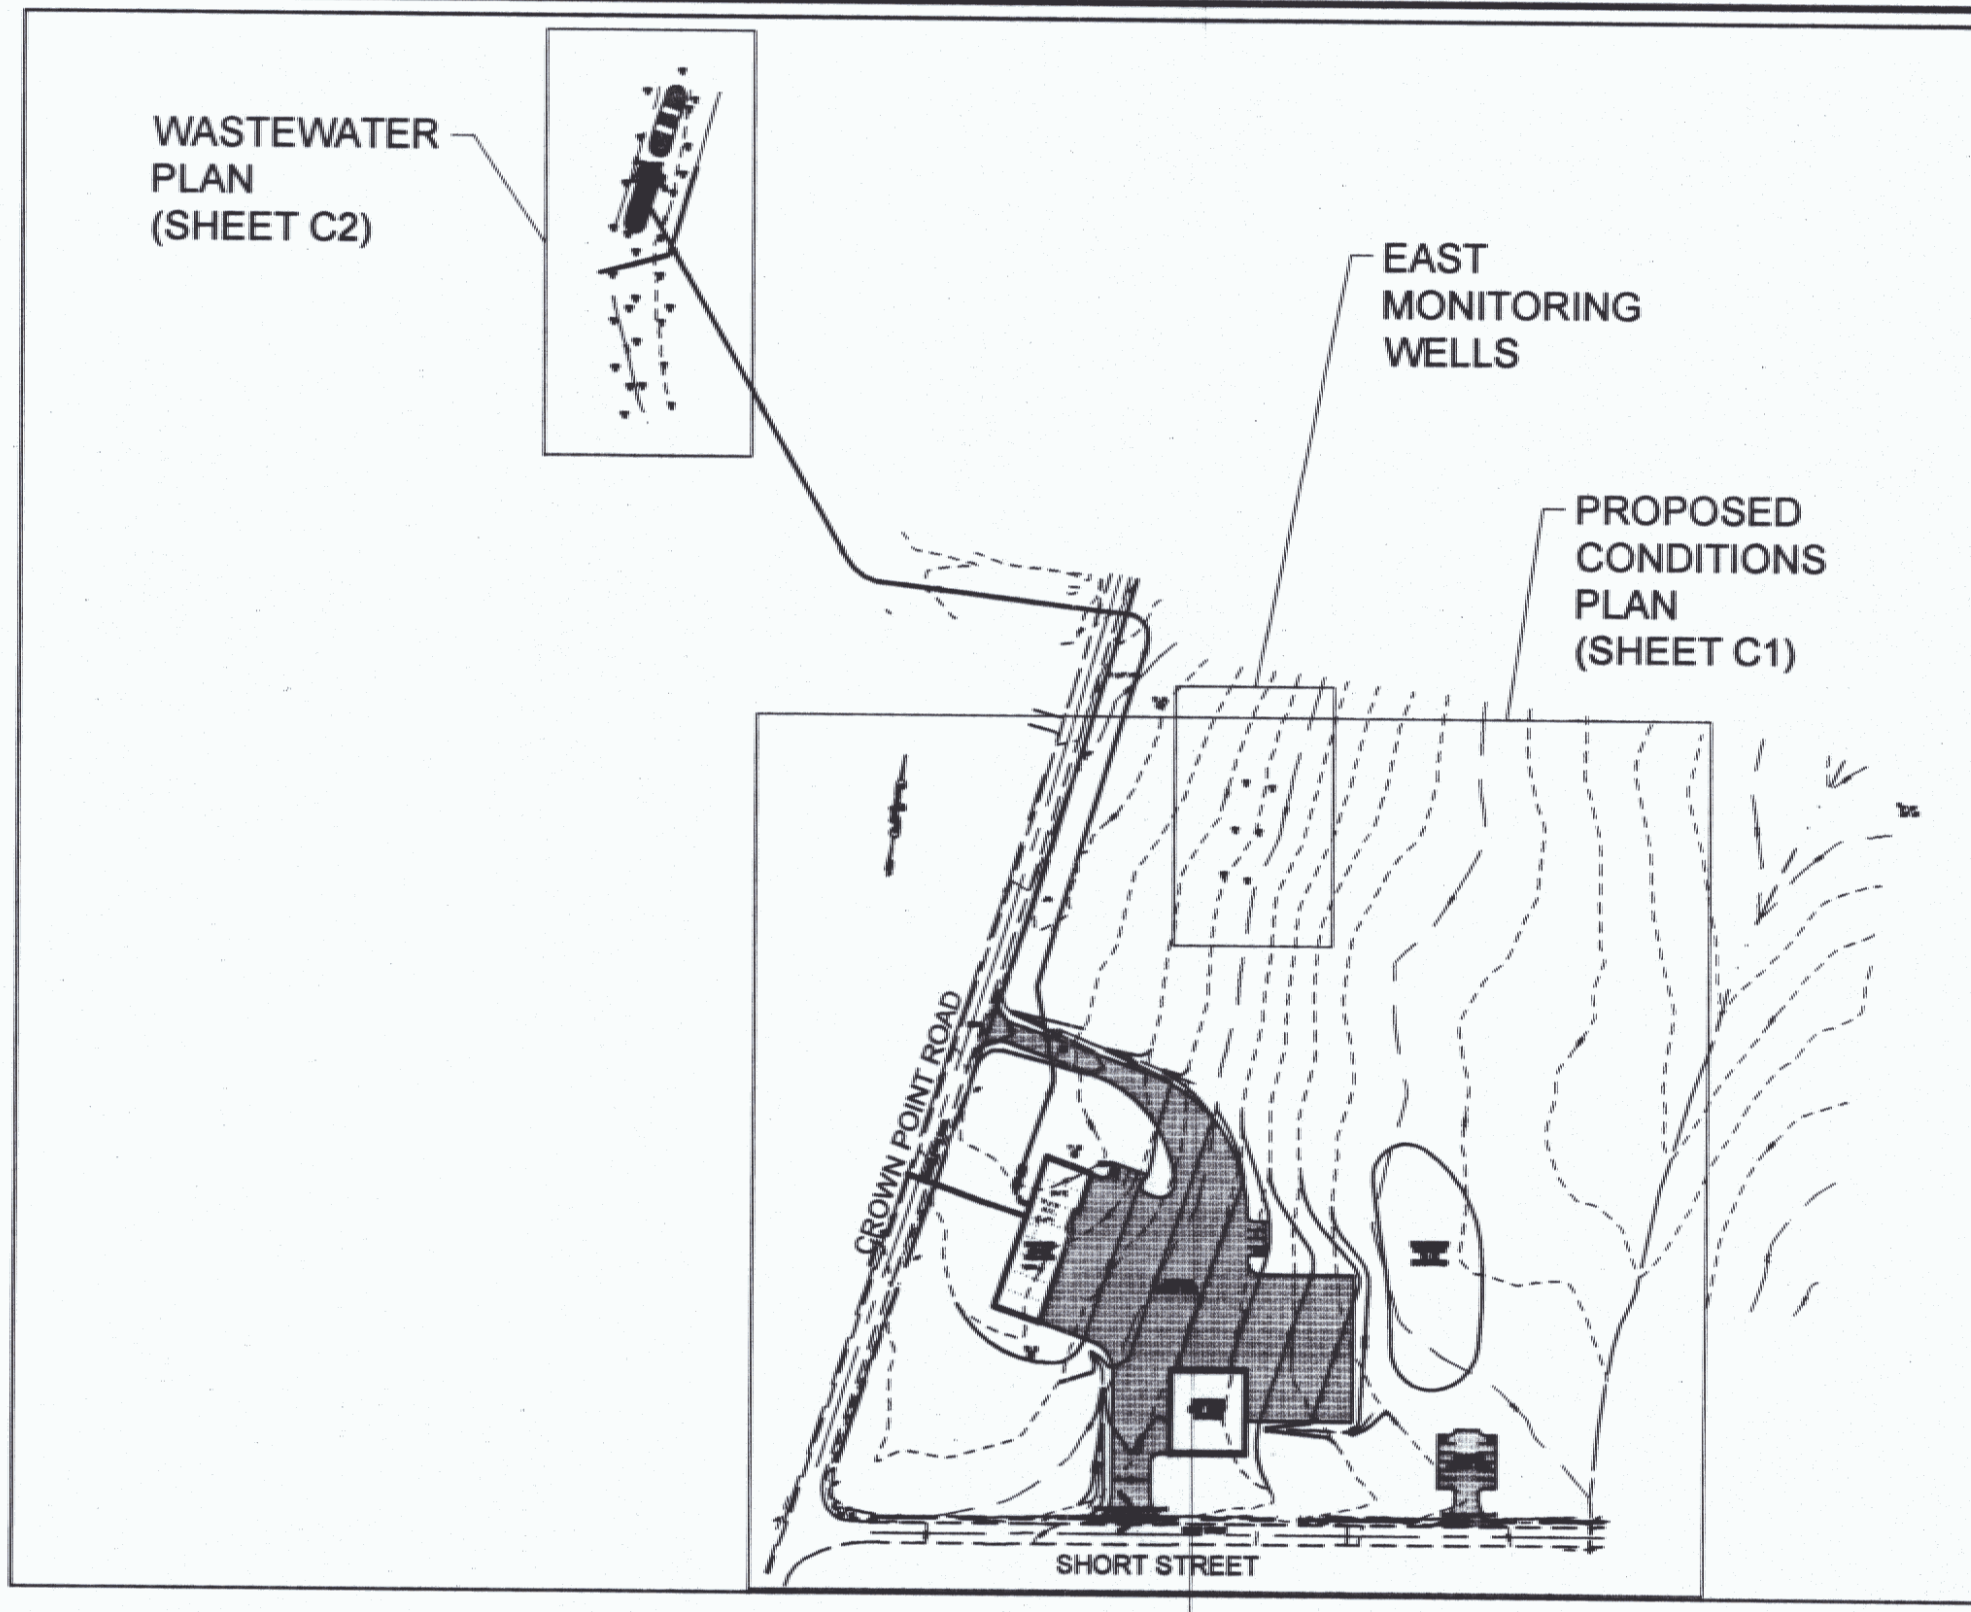 WASTEWATER
PLAN
(SHEET C2)
EAST
MONITORING
WELLS
PROPOSED
CONDITIONS
PLAN
(SHEET C1)
CROWN POINT ROAD
SHORT STREET